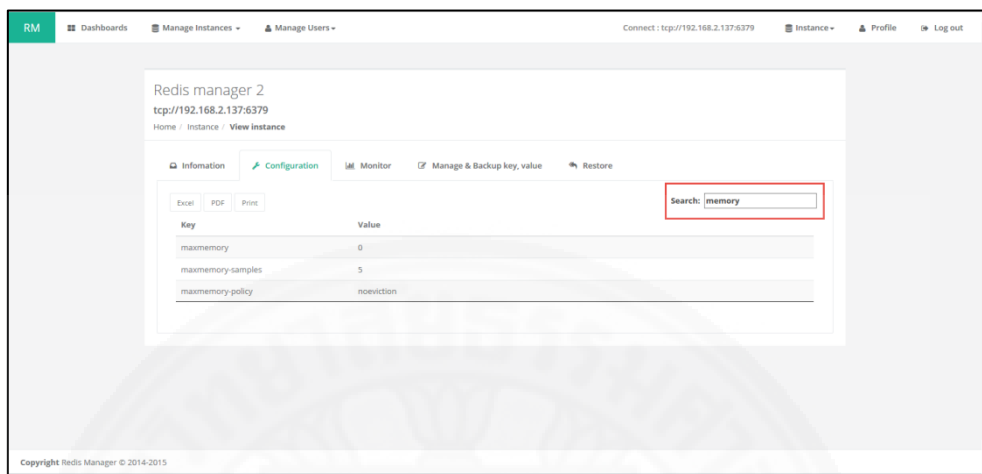 RM Dashboards Manage Instances Manage Users Connect : tcp://192.168.2.137:6379 Instance Profile Log out
Redis manager 2
tcp://192.168.2.137:6379
Home / Instance / View instance
Infomation Configuration Monitor Manage & Backup key, value Restore
Excel PDF Print Search: memory
Key Value
maxmemory 0
maxmemory-samples 5
maxmemory-policy noeviction
Copyright Redis Manager © 2014-2015